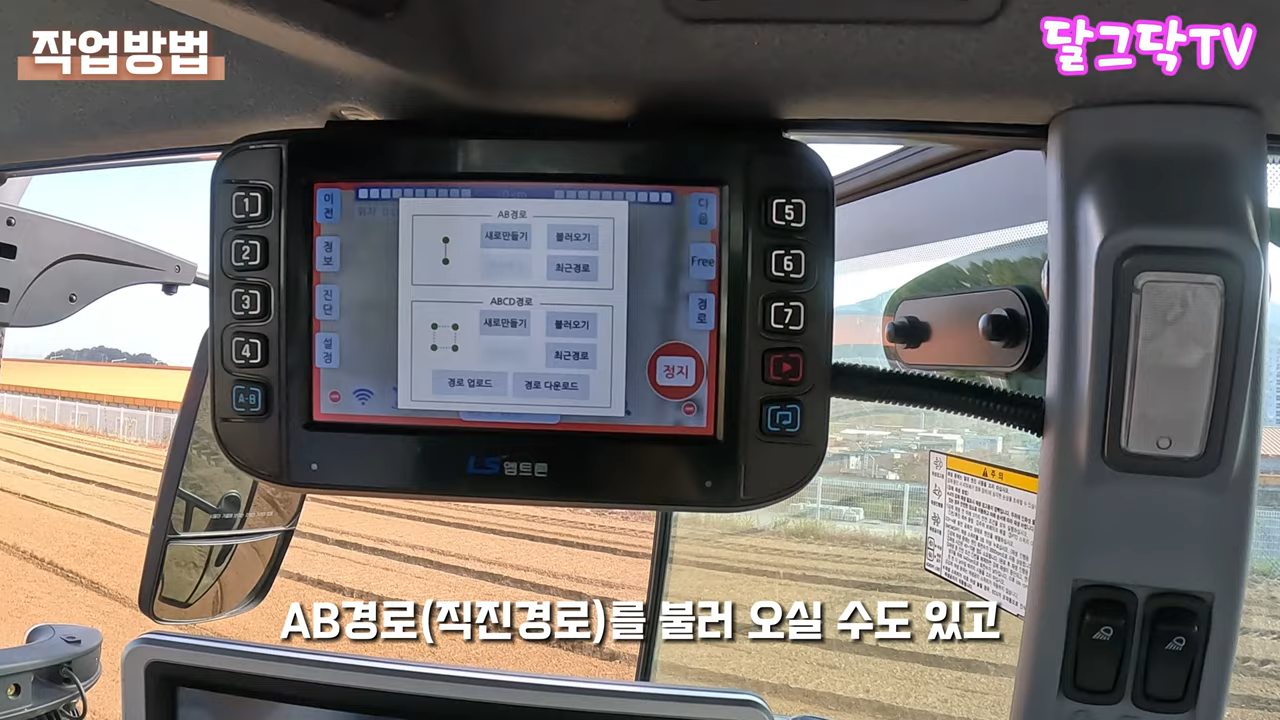 작업방법
달그닥TV
1
2
3
4
A-B
5
6
7
이전
정보
진단
설정
다음
Free
경로
정지
AB경로
새로만들기
불러오기
최근경로
ABCD경로
새로만들기
불러오기
최근경로
경로 업로드
경로 다운로드
LS 엠트론
주의
AB경로(직진경로)를 불러 오실 수도 있고